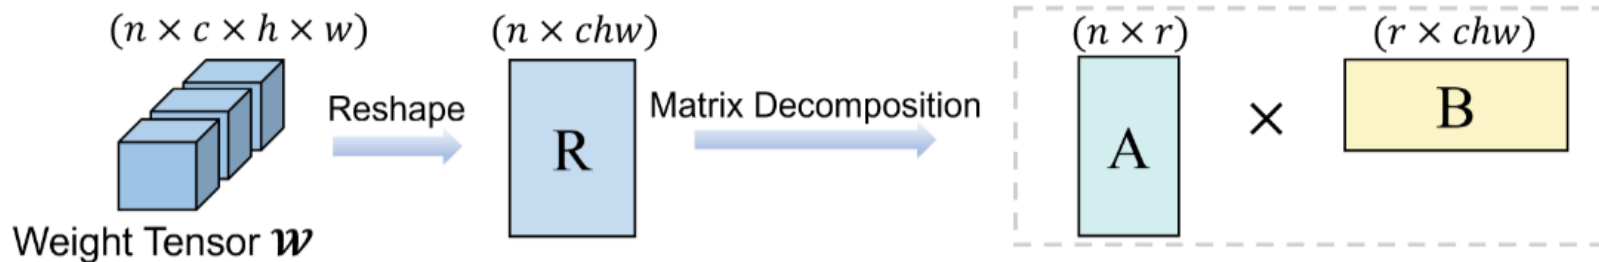 (n × c × h × w)
Weight Tensor 𝓦
Reshape
(n × chw)
R
Matrix Decomposition
(n × r)
A
×
(r × chw)
B